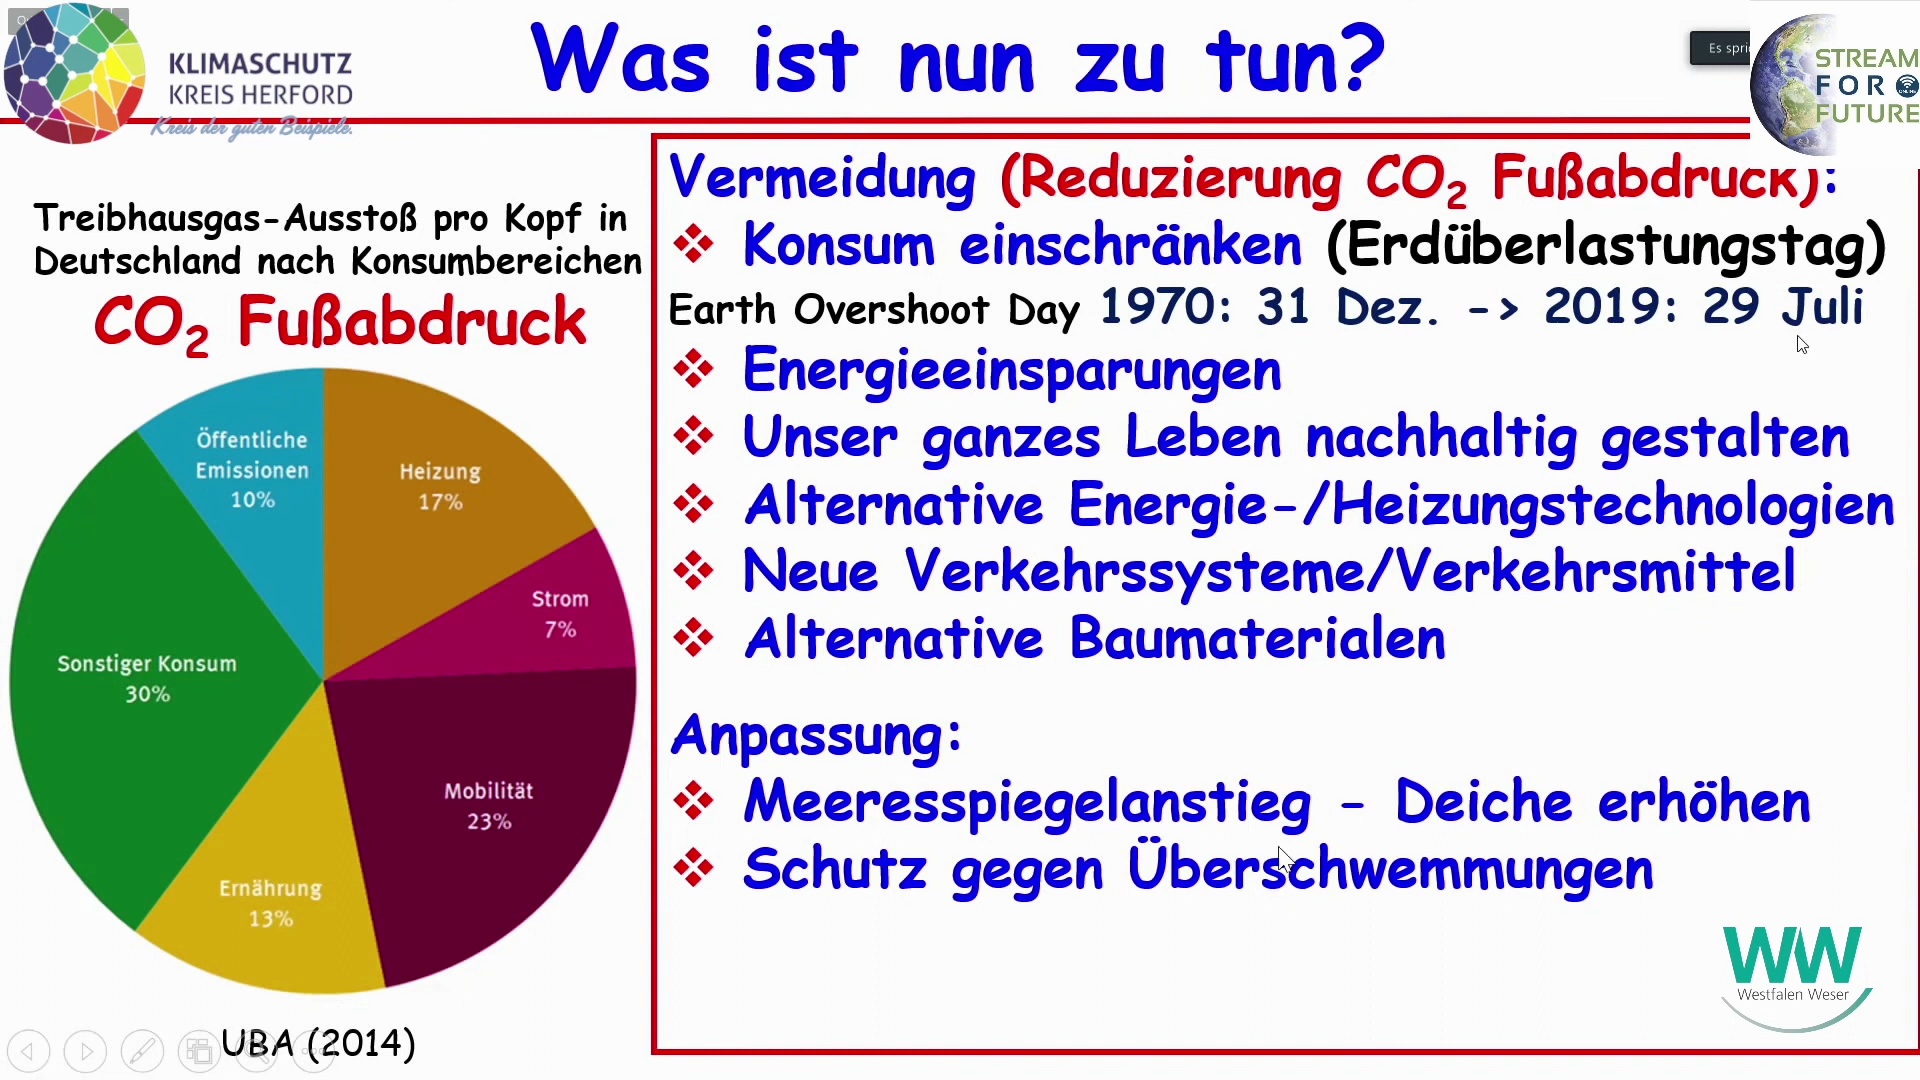 Was ist nun zu tun?
KLIMASCHUTZ
KREIS HERFORD
Kreis der guten Beispiele.
Es spri
STREAM
FOR
FUTURE
Treibhausgas-Ausstoß pro Kopf in
Deutschland nach Konsumbereichen
CO₂ Fußabdruck
Öffentliche
Emissionen
10%
Heizung
17%
Strom
7%
Sonstiger Konsum
30%
Mobilität
23%
Ernährung
13%
UBA (2014)
Vermeidung (Reduzierung CO₂ Fußabdruck):
❖ Konsum einschränken (Erdüberlastungstag)
Earth Overshoot Day 1970: 31 Dez. -> 2019: 29 Juli
❖ Energieeinsparungen
❖ Unser ganzes Leben nachhaltig gestalten
❖ Alternative Energie-/Heizungstechnologien
❖ Neue Verkehrssysteme/Verkehrsmittel
❖ Alternative Baumaterialen
Anpassung:
❖ Meeresspiegelanstieg - Deiche erhöhen
❖ Schutz gegen Überschwemmungen
WW
Westfalen Weser